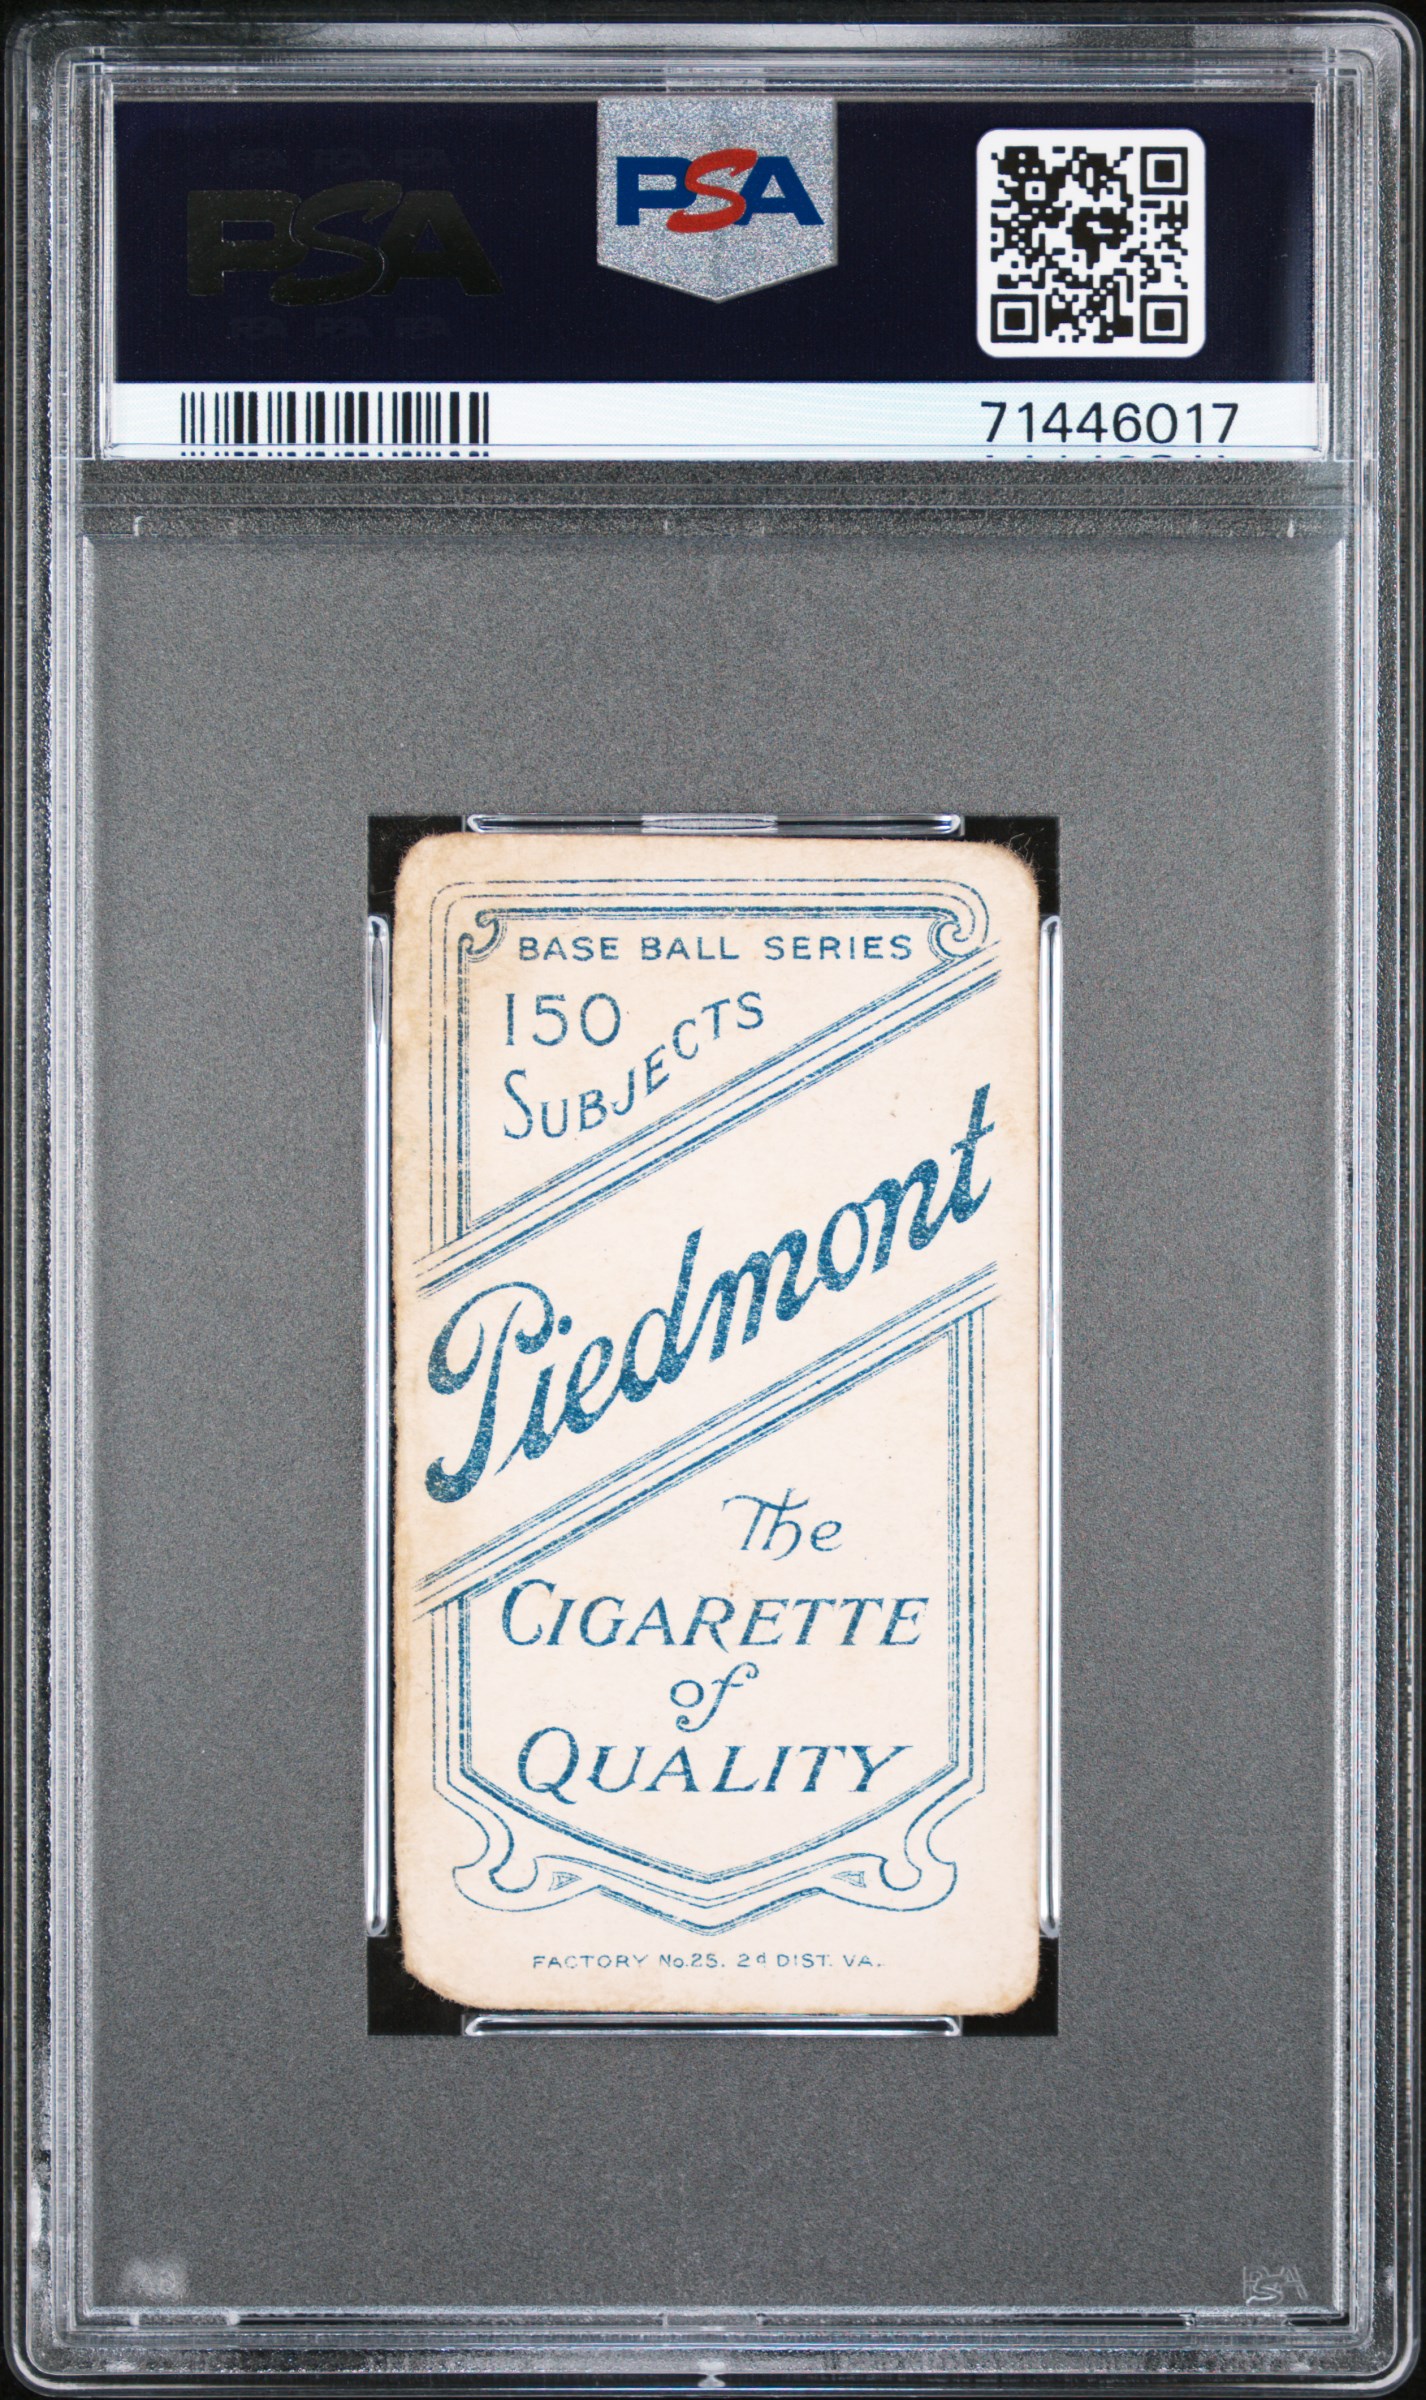 PSA
PSA
71446017
BASE BALL SERIES
150
SUBJECTS
Piedmont
The
CIGARETTE
of
QUALITY
FACTORY No.25. 2d DIST. VA.
PSA